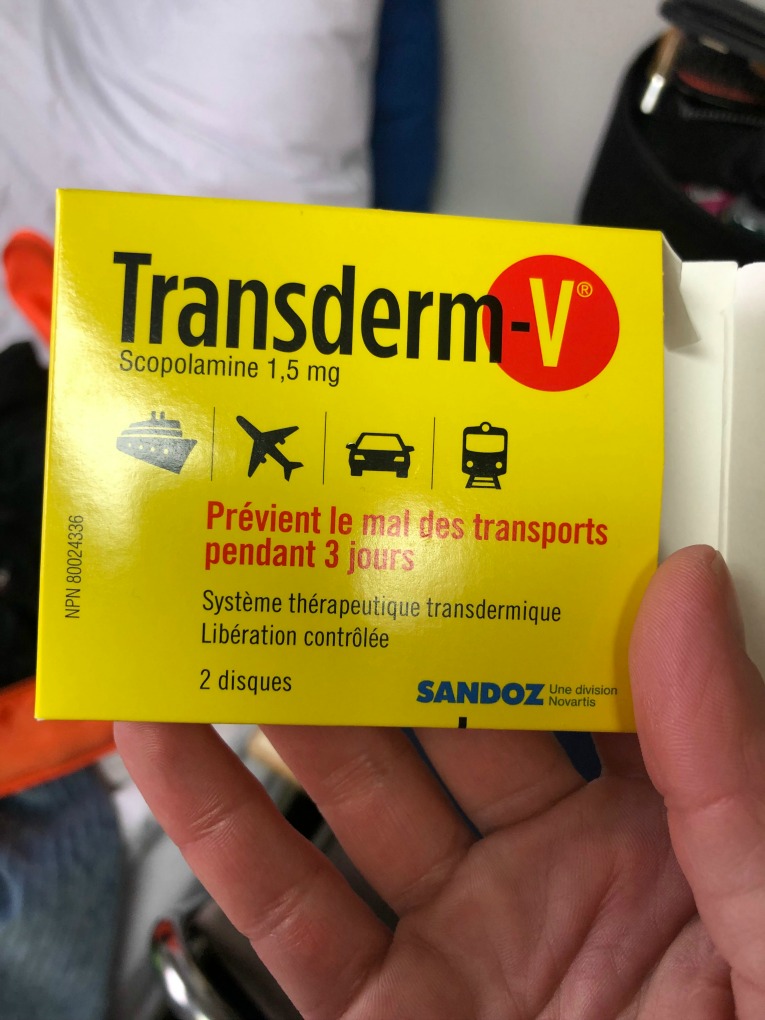 Transderm-V®
Scopolamine 1,5 mg
Prévient le mal des transports
pendant 3 jours
Système thérapeutique transdermique
Libération contrôlée
2 disques
SANDOZ Une division
Novartis
NPN 80024336